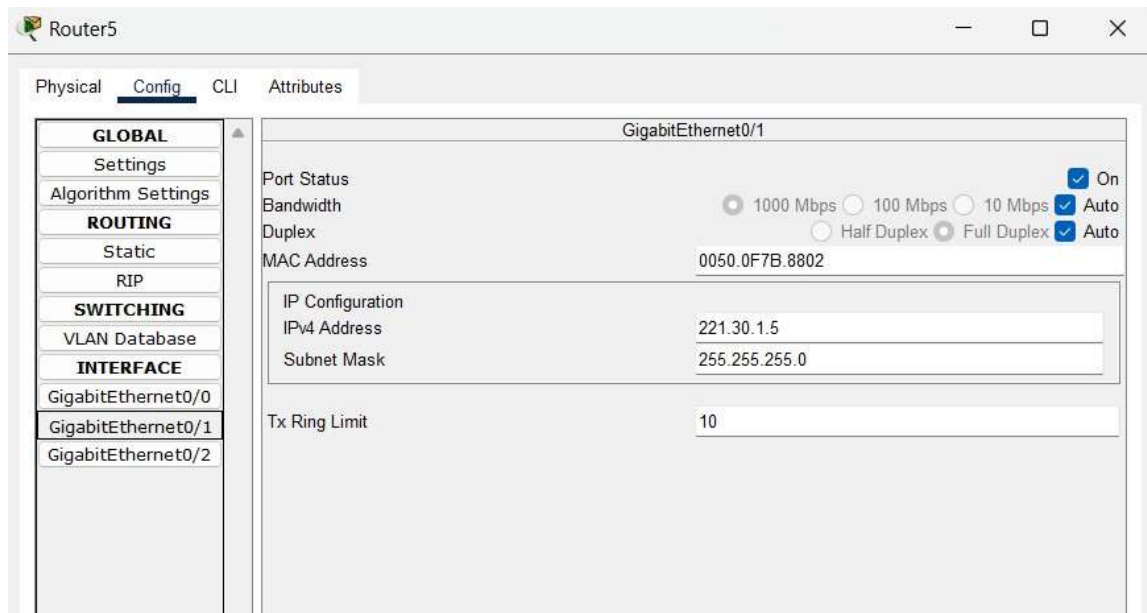 Router5
Physical Config CLI Attributes
GLOBAL
Settings
Algorithm Settings
ROUTING
Static
RIP
SWITCHING
VLAN Database
INTERFACE
GigabitEthernet0/0
GigabitEthernet0/1
GigabitEthernet0/2
GigabitEthernet0/1
Port Status On
Bandwidth 1000 Mbps 100 Mbps 10 Mbps Auto
Duplex Half Duplex Full Duplex Auto
MAC Address 0050.0F7B.8802
IP Configuration
IPv4 Address 221.30.1.5
Subnet Mask 255.255.255.0
Tx Ring Limit 10